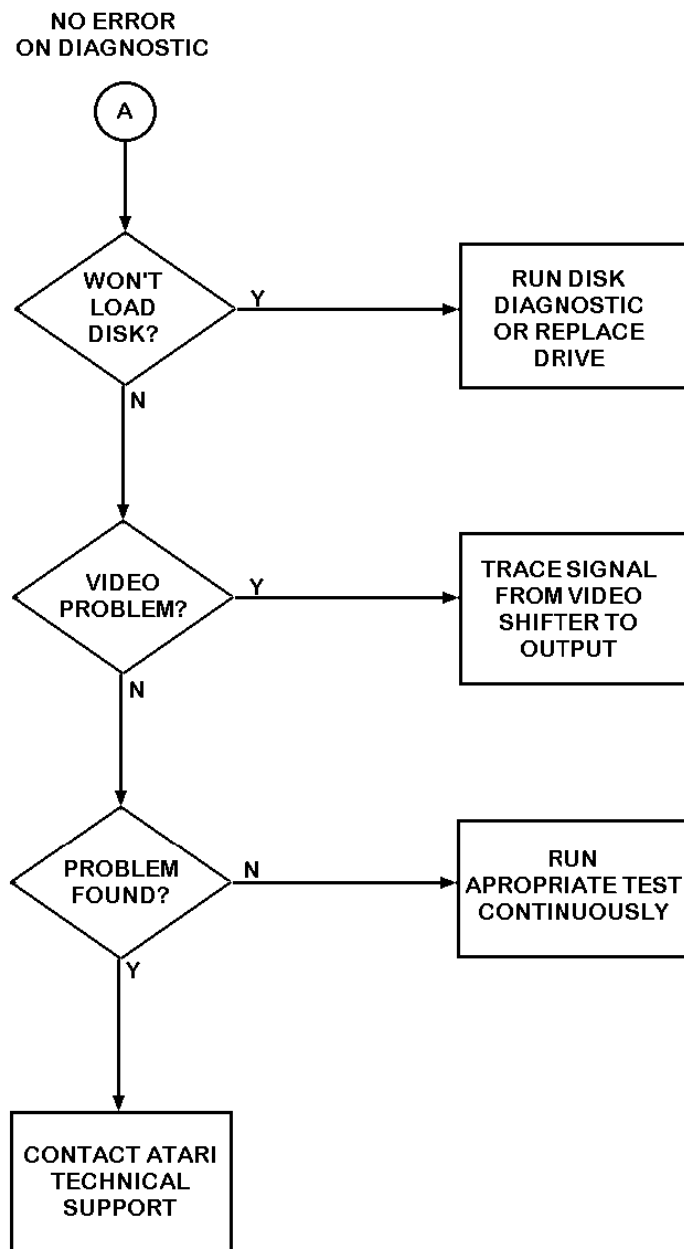 NO ERROR
ON DIAGNOSTIC
A
WON'T
LOAD
DISK?
Y
RUN DISK
DIAGNOSTIC
OR REPLACE
DRIVE
N
VIDEO
PROBLEM?
Y
TRACE SIGNAL
FROM VIDEO
SHIFTER TO
OUTPUT
N
PROBLEM
FOUND?
N
RUN
APROPRIATE TEST
CONTINUOUSLY
Y
CONTACT ATARI
TECHNICAL
SUPPORT